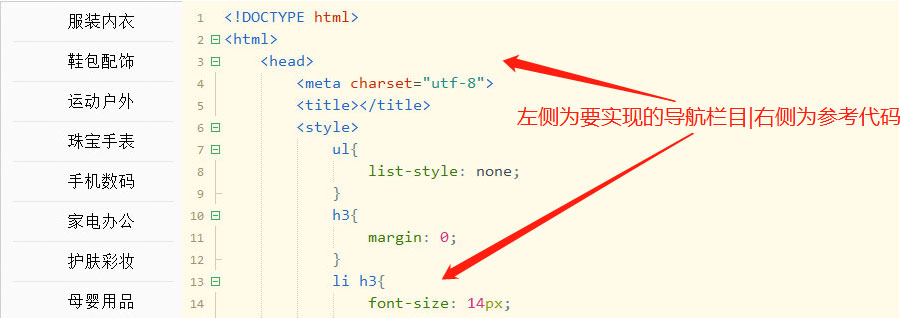 服装内衣
鞋包配饰
运动户外
珠宝手表
手机数码
家电办公
护肤彩妆
母婴用品
1 <!DOCTYPE html>
2 <html>
3 <head>
4 <meta charset="utf-8">
5 <title></title>
6 <style>
7 ul{
8 list-style: none;
9 }
10 h3{
11 margin: 0;
12 }
13 li h3{
14 font-size: 14px;
左侧为要实现的导航栏目|右侧为参考代码